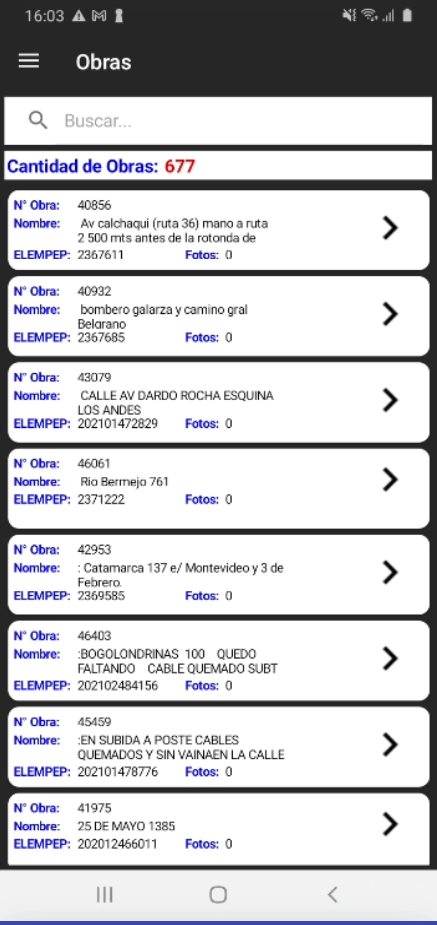 16:03
Obras
Buscar...
Cantidad de Obras: 677
N° Obra: 40856
Nombre: Av calchaqui (ruta 36) mano a ruta
2 500 mts antes de la rotonda de
ELEMPEP: 2367611 Fotos: 0
N° Obra: 40932
Nombre: bombero galarza y camino gral
Belgrano
ELEMPEP: 2367685 Fotos: 0
N° Obra: 43079
Nombre: CALLE AV DARDO ROCHA ESQUINA
LOS ANDES
ELEMPEP: 202101472829 Fotos: 0
N° Obra: 46061
Nombre: Rio Bermejo 761
ELEMPEP: 2371222 Fotos: 0
N° Obra: 42953
Nombre: : Catamarca 137 e/ Montevideo y 3 de
Febrero.
ELEMPEP: 2369585 Fotos: 0
N° Obra: 46403
Nombre: :BOGOLONDRINAS 100 QUEDO
FALTANDO CABLE QUEMADO SUBT
ELEMPEP: 202102484156 Fotos: 0
N° Obra: 45459
Nombre: :EN SUBIDA A POSTE CABLES
QUEMADOS Y SIN VAINAEN LA CALLE
ELEMPEP: 202101478776 Fotos: 0
N° Obra: 41975
Nombre: 25 DE MAYO 1385
ELEMPEP: 202012466011 Fotos: 0